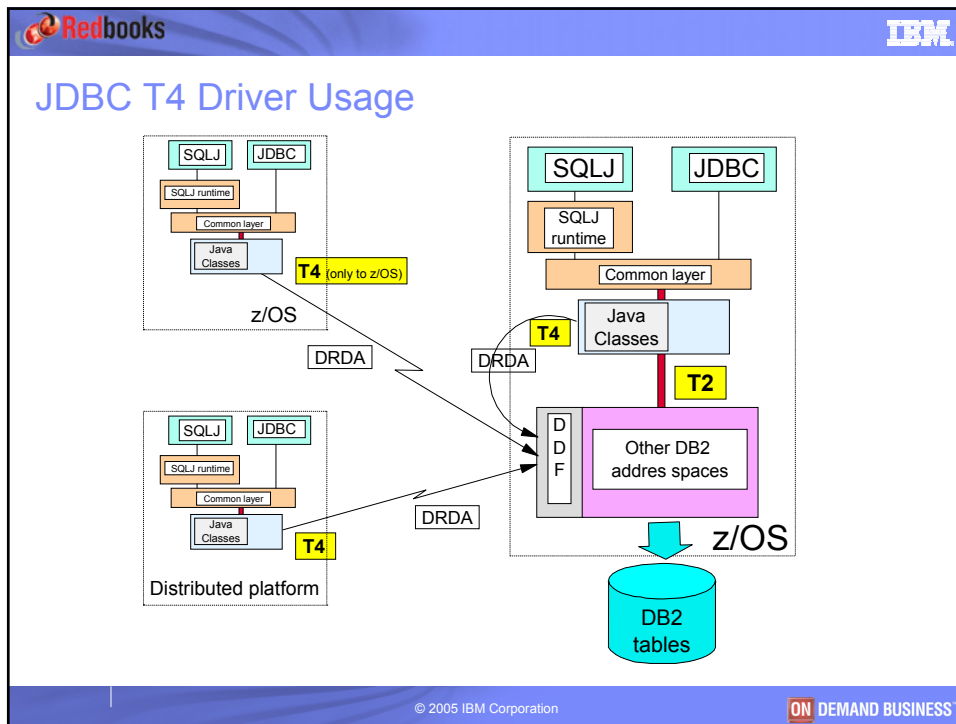 Redbooks
IBM
JDBC T4 Driver Usage
SQLJ
JDBC
SQLJ runtime
Common layer
Java
Classes
T4 (only to z/OS)
z/OS
DRDA
SQLJ
JDBC
SQLJ runtime
Common layer
Java
Classes
T4
Distributed platform
DRDA
SQLJ
JDBC
SQLJ
runtime
Common layer
Java
Classes
T4
DRDA
T2
D
D
F
Other DB2
addres spaces
z/OS
DB2
tables
© 2005 IBM Corporation
ON DEMAND BUSINESS™